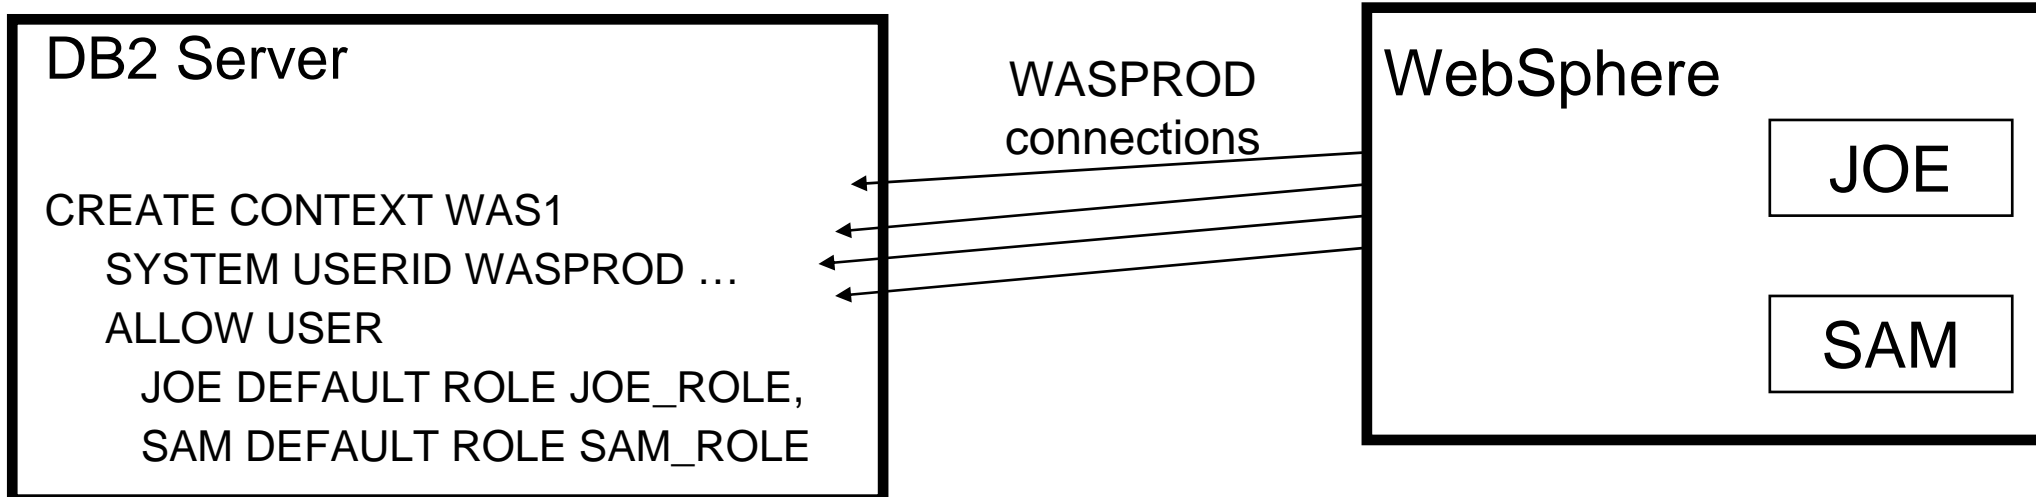 DB2 Server
CREATE CONTEXT WAS1
SYSTEM USERID WASPROD …
ALLOW USER
JOE DEFAULT ROLE JOE_ROLE,
SAM DEFAULT ROLE SAM_ROLE
WASPROD
connections
WebSphere
JOE
SAM